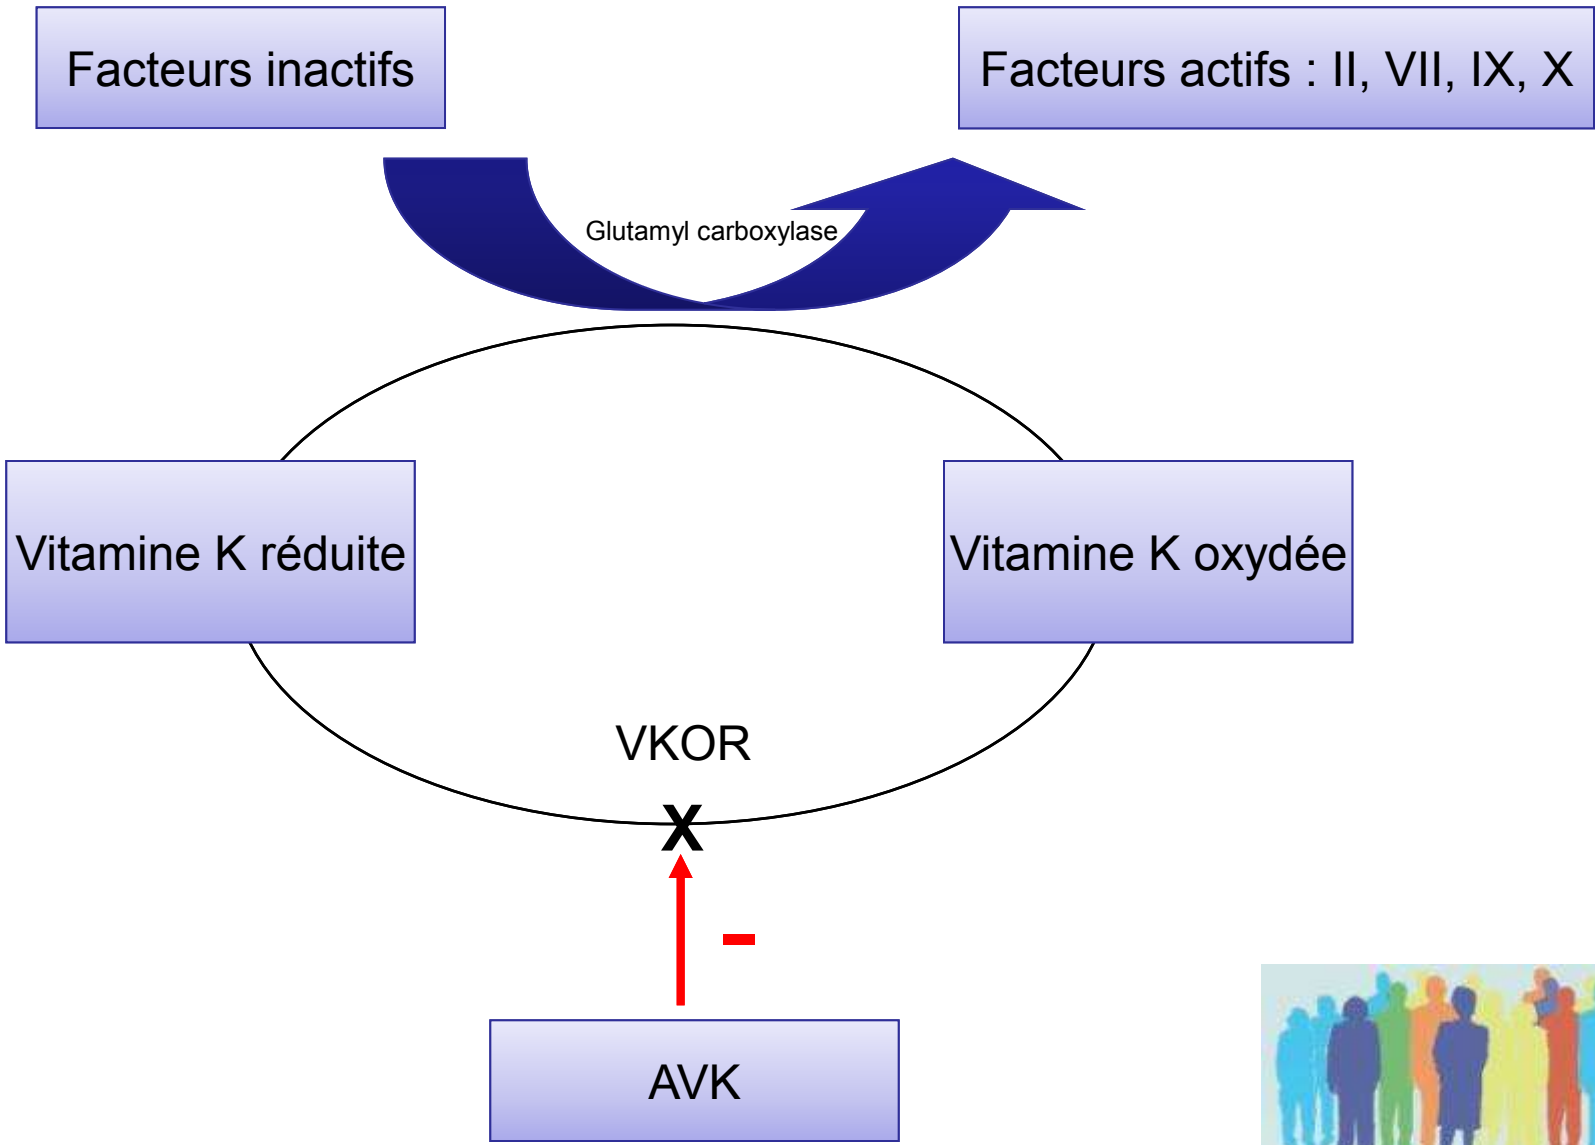 Facteurs inactifs
Facteurs actifs : II, VII, IX, X
Glutamyl carboxylase
Vitamine K réduite
Vitamine K oxydée
VKOR
X
-
AVK